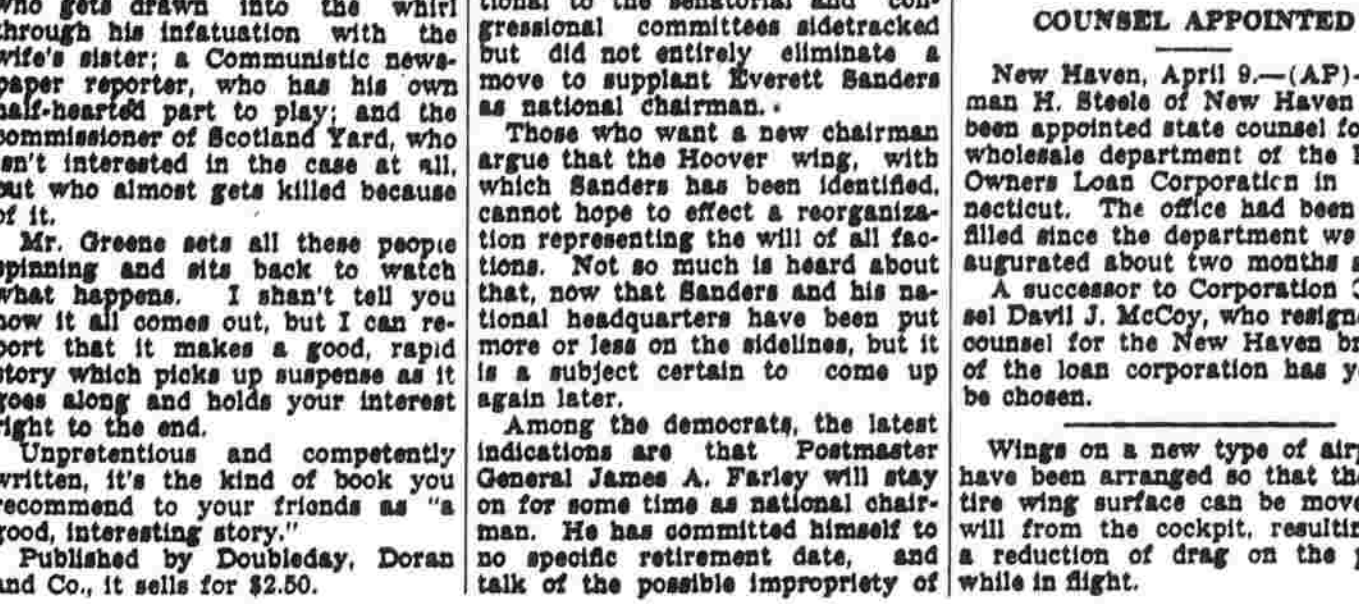 who gets drawn into the whirl
through his infatuation with the
wife's sister; a Communistic news-
paper reporter, who has his own
half-hearted part to play; and the
commissioner of Scotland Yard, who
isn't interested in the case at all,
but who almost gets killed because
of it.
Mr. Greene sets all these people
spinning and sits back to watch
what happens. I shan't tell you
how it all comes out, but I can re-
port that it makes a good, rapid
story which picks up suspense as it
goes along and holds your interest
right to the end.
Unpretentious and competently
written, it's the kind of book you
recommend to your friends as "a
good, interesting story."
Published by Doubleday, Doran
and Co., it sells for $2.50.
tional to the senatorial and con-
gressional committees sidetracked
but did not entirely eliminate a
move to supplant Everett Sanders
as national chairman.
Those who want a new chairman
argue that the Hoover wing, with
which Sanders has been identified,
cannot hope to effect a reorganiza-
tion representing the will of all fac-
tions. Not so much is heard about
that, now that Sanders and his na-
tional headquarters have been put
more or less on the sidelines, but it
is a subject certain to come up
again later.
Among the democrats, the latest
indications are that Postmaster
General James A. Farley will stay
on for some time as national chair-
man. He has committed himself to
no specific retirement date, and
talk of the possible impropriety of
COUNSEL APPOINTED
New Haven, April 9.—(AP)-
man H. Steele of New Haven
been appointed state counsel fo
wholesale department of the
Owners Loan Corporation in
necticut. The office had been
filled since the department we
augurated about two months a
A successor to Corporation C
sel Davil J. McCoy, who resigne
counsel for the New Haven br
of the loan corporation has y
be chosen.
Wings on a new type of airp
have been arranged so that the
tire wing surface can be move
will from the cockpit, resultin
a reduction of drag on the p
while in flight.